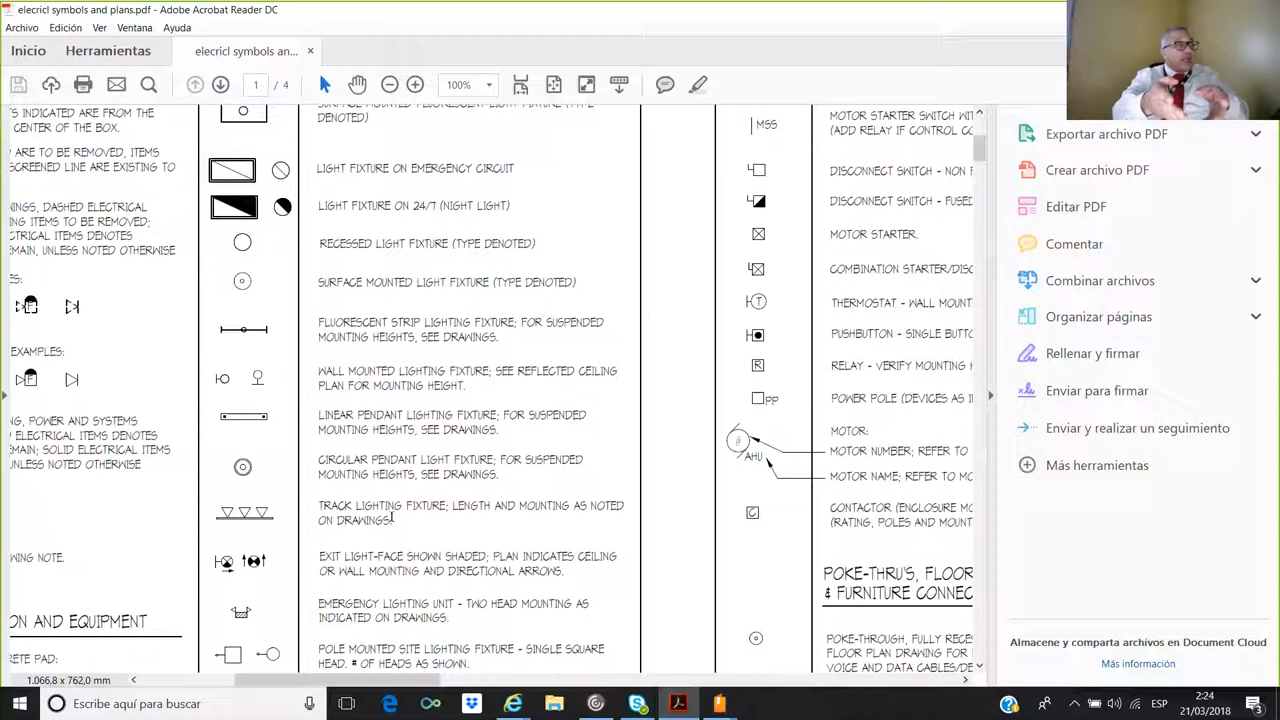 elecricl symbols and plans.pdf - Adobe Acrobat Reader DC
Archivo Edición Ver Ventana Ayuda
Inicio Herramientas elecricl symbols and plans.pdf... ×
1 / 4 100%
S INDICATED ARE FROM THE
CENTER OF THE BOX.
ARE TO BE REMOVED, ITEMS
SCREENED LINE ARE EXISTING TO
NINGS, DASHED ELECTRICAL
ING ITEMS TO BE REMOVED;
CTRICAL ITEMS DENOTES
EMAIN, UNLESS NOTED OTHERWISE
ES:
F
EXAMPLES:
F
NG, POWER AND SYSTEMS
ELECTRICAL ITEMS DENOTES
EMAIN; SOLID ELECTRICAL ITEMS
UNLESS NOTED OTHERWISE
WING NOTE.
ON AND EQUIPMENT
RETE PAD:
DENOTED)
LIGHT FIXTURE ON EMERGENCY CIRCUIT
LIGHT FIXTURE ON 24/7 (NIGHT LIGHT)
RECESSED LIGHT FIXTURE (TYPE DENOTED)
SURFACE MOUNTED LIGHT FIXTURE (TYPE DENOTED)
FLUORESCENT STRIP LIGHTING FIXTURE; FOR SUSPENDED
MOUNTING HEIGHTS, SEE DRAWINGS.
WALL MOUNTED LIGHTING FIXTURE; SEE REFLECTED CEILING
PLAN FOR MOUNTING HEIGHT.
LINEAR PENDANT LIGHTING FIXTURE; FOR SUSPENDED
MOUNTING HEIGHTS, SEE DRAWINGS.
CIRCULAR PENDANT LIGHT FIXTURE; FOR SUSPENDED
MOUNTING HEIGHTS, SEE DRAWINGS.
TRACK LIGHTING FIXTURE; LENGTH AND MOUNTING AS NOTED
ON DRAWINGS.
EXIT LIGHT-FACE SHOWN SHADED; PLAN INDICATES CEILING
OR WALL MOUNTING AND DIRECTIONAL ARROWS.
EMERGENCY LIGHTING UNIT - TWO HEAD MOUNTING AS
INDICATED ON DRAWINGS.
POLE MOUNTED SITE LIGHTING FIXTURE - SINGLE SQUARE
HEAD. # OF HEADS AS SHOWN.
MSS
MOTOR STARTER SWITCH WIT
(ADD RELAY IF CONTROL CO
DISCONNECT SWITCH - NON F
DISCONNECT SWITCH - FUSED
MOTOR STARTER.
COMBINATION STARTER/DISC
T THERMOSTAT - WALL MOUNT
PUSHBUTTON - SINGLE BUTTO
R RELAY - VERIFY MOUNTING H
PP POWER POLE (DEVICES AS I
MOTOR:
# MOTOR NUMBER; REFER TO
AHU MOTOR NAME; REFER TO MO
C CONTACTOR (ENCLOSURE MO
(RATING, POLES AND MOUNT
POKE-THRU'S, FLOOR
& FURNITURE CONNEC
POKE-THROUGH, FULLY RECE
FLOOR PLAN DRAWING FOR
VOICE AND DATA CABLES/DE
Exportar archivo PDF
Crear archivo PDF
Editar PDF
Comentar
Combinar archivos
Organizar páginas
Rellenar y firmar
Enviar para firmar
Enviar y realizar un seguimiento
Más herramientas
Almacene y comparta archivos en Document Cloud
Más información
1.066,8 x 762,0 mm
Escribe aquí para buscar
ESP
2:24
21/03/2018
3